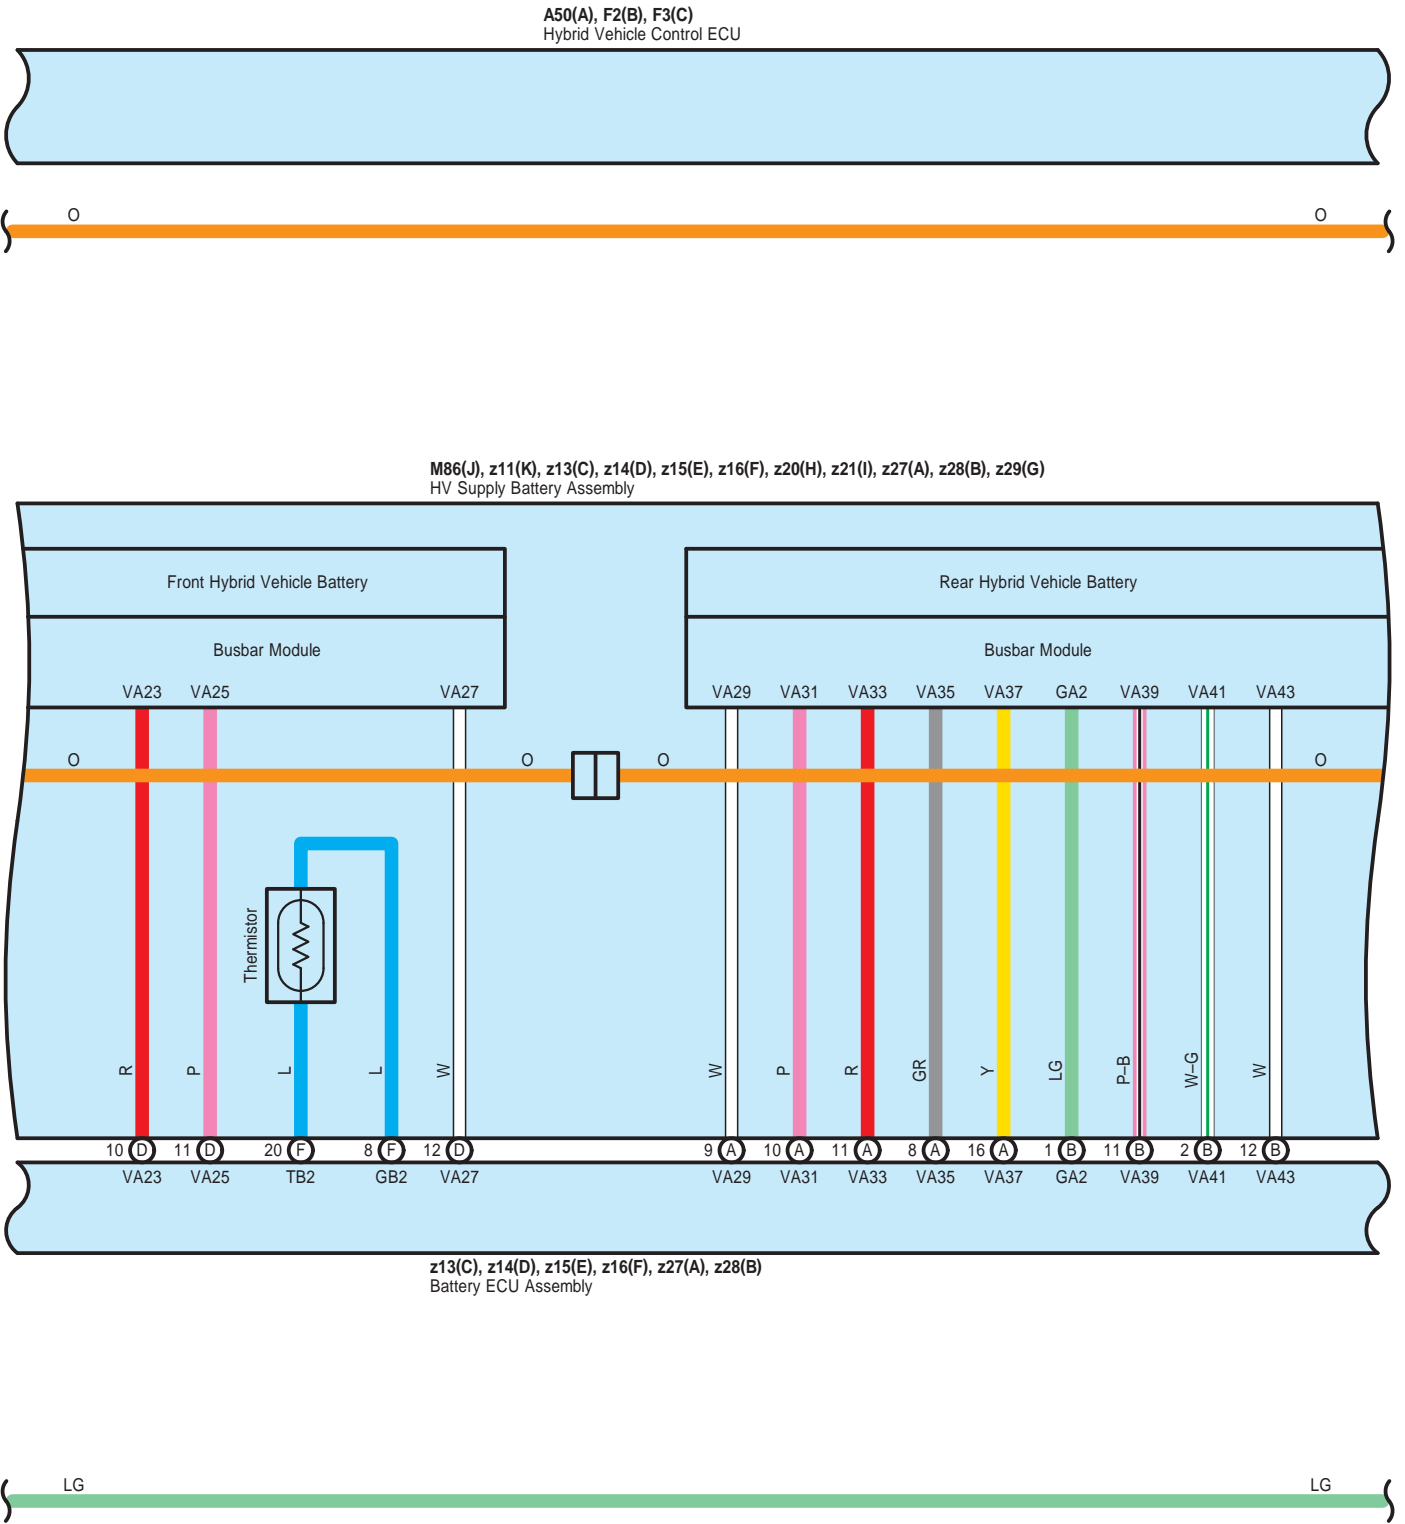 A50(A), F2(B), F3(C)
Hybrid Vehicle Control ECU
O O
M86(J), z11(K), z13(C), z14(D), z15(E), z16(F), z20(H), z21(I), z27(A), z28(B), z29(G)
HV Supply Battery Assembly
Front Hybrid Vehicle Battery Rear Hybrid Vehicle Battery
Busbar Module Busbar Module
VA23 VA25 VA27 VA29 VA31 VA33 VA35 VA37 GA2 VA39 VA41 VA43
O O O O
Thermistor
R P L L W W P R GR Y LG P–B W–G W
10 D 11 D 20 F 8 F 12 D 9 A 10 A 11 A 8 A 16 A 1 B 11 B 2 B 12 B
VA23 VA25 TB2 GB2 VA27 VA29 VA31 VA33 VA35 VA37 GA2 VA39 VA41 VA43
z13(C), z14(D), z15(E), z16(F), z27(A), z28(B)
Battery ECU Assembly
LG LG